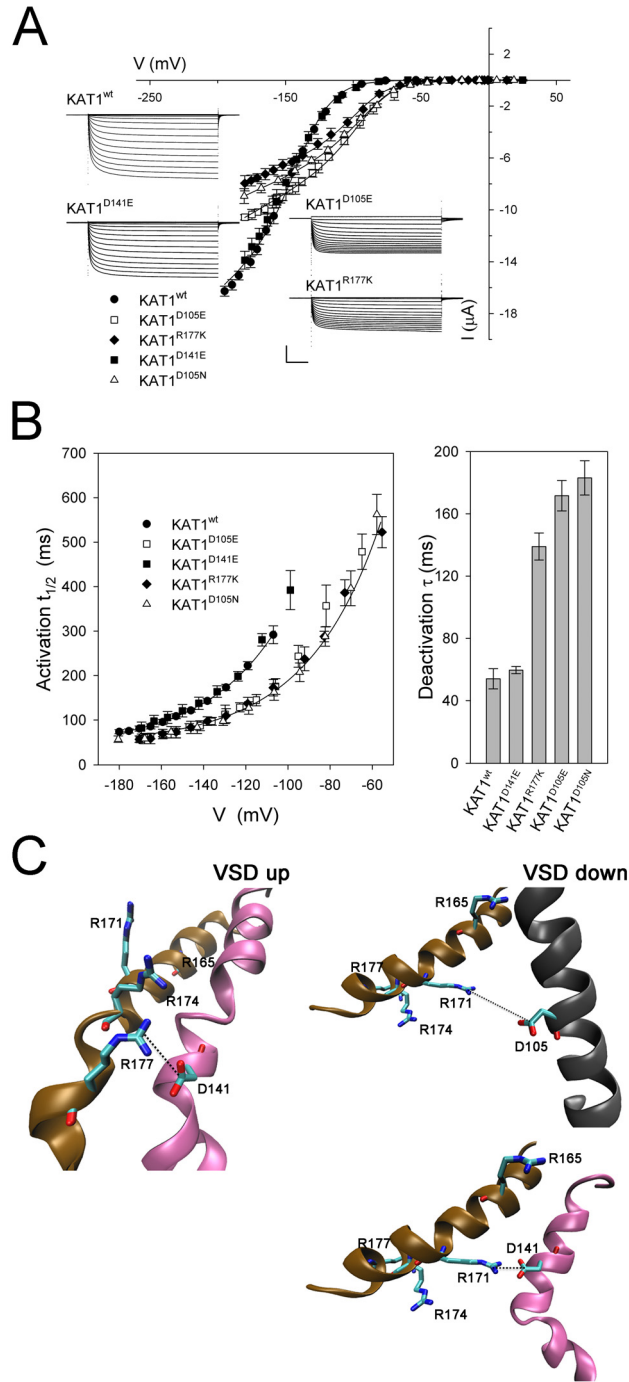 A
V (mV)
-250 -150 -50 50
2
-2
-4
-6
-8
-10
-12
-14
-16
-18
I (µA)
KAT1wt
KAT1D141E
KAT1D105E
KAT1R177K
KAT1wt
KAT1D105E
KAT1R177K
KAT1D141E
KAT1D105N
B
Activation t1/2 (ms)
700
600
500
400
300
200
100
0
-180 -160 -140 -120 -100 -80 -60
V (mV)
KAT1wt
KAT1D105E
KAT1D141E
KAT1R177K
KAT1D105N
Deactivation τ (ms)
200
160
120
80
40
0
KAT1wt
KAT1D141E
KAT1R177K
KAT1D105E
KAT1D105N
C
VSD up
R171
R165
R174
R177
D141
VSD down
R165
R177
R171
R174
D105
R165
R177
D141
R171
R174